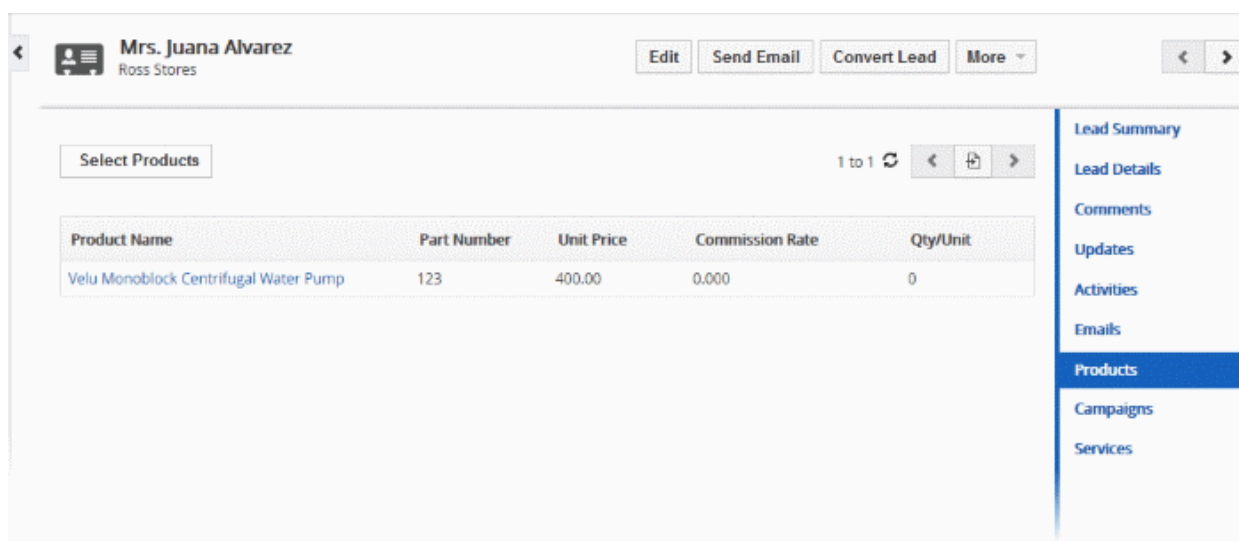 Mrs. Juana Alvarez
Ross Stores
Edit Send Email Convert Lead More
Select Products
1 to 1
Product Name Part Number Unit Price Commission Rate Qty/Unit
Velu Monoblock Centrifugal Water Pump 123 400.00 0.000 0
Lead Summary
Lead Details
Comments
Updates
Activities
Emails
Products
Campaigns
Services